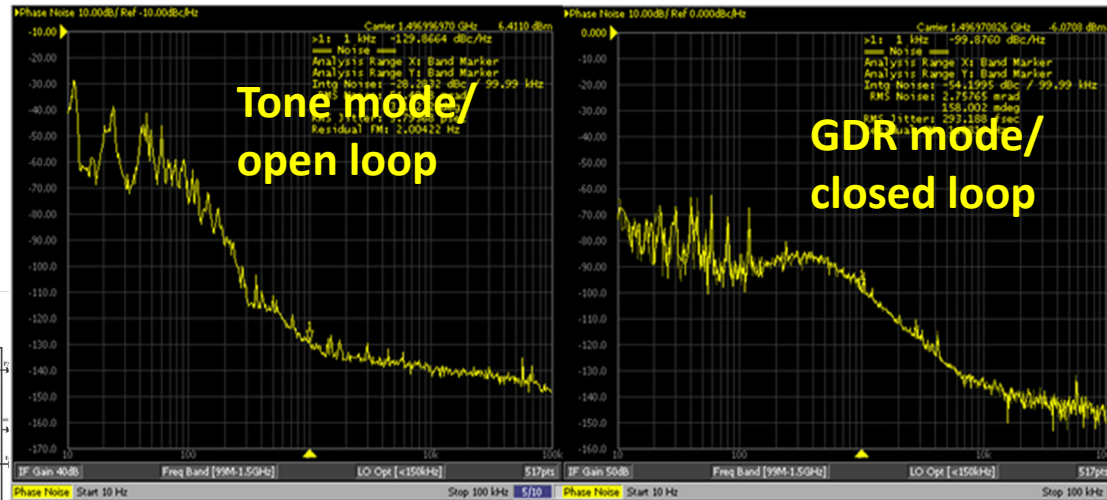 ▶Phase Noise 10.00dB/ Ref -10.00dBc/Hz
Carrier 1.496996970 GHz 6.4110 dBm
>1: 1 kHz -129.8664 dBc/Hz
Noise
Analysis Range X: Band Marker
Analysis Range Y: Band Marker
Intg Noise: -28.2832 dBc / 99.99 kHz
Residual FM: 2.00422 Hz
Tone mode/
open loop
-10.00
-20.00
-30.00
-40.00
-50.00
-60.00
-70.00
-80.00
-90.00
-100.0
-110.0
-120.0
-130.0
-140.0
-150.0
-160.0
-170.0
10 100 1k 10k 100k
IF Gain 40dB Freq Band [99M-1.5GHz] LO Opt [<150kHz] 517pts
Phase Noise Start 10 Hz Stop 100 kHz 5/10
▶Phase Noise 10.00dB/ Ref 0.000dBc/Hz
Carrier 1.496970826 GHz -6.0708 dBm
>1: 1 kHz -99.8760 dBc/Hz
Noise
Analysis Range X: Band Marker
Analysis Range Y: Band Marker
Intg Noise: -54.1995 dBc / 99.99 kHz
RMS Noise: 2.75765 mrad
158.002 mdeg
RMS Jitter: 293.188 fsec
GDR mode/
closed loop
0.000
-10.00
-20.00
-30.00
-40.00
-50.00
-60.00
-70.00
-80.00
-90.00
-100.0
-110.0
-120.0
-130.0
-140.0
-150.0
-160.0
10 100 1k 10k
IF Gain 50dB Freq Band [99M-1.5GHz] LO Opt [<150kHz] 517pts
Phase Noise Start 10 Hz Stop 100 kHz